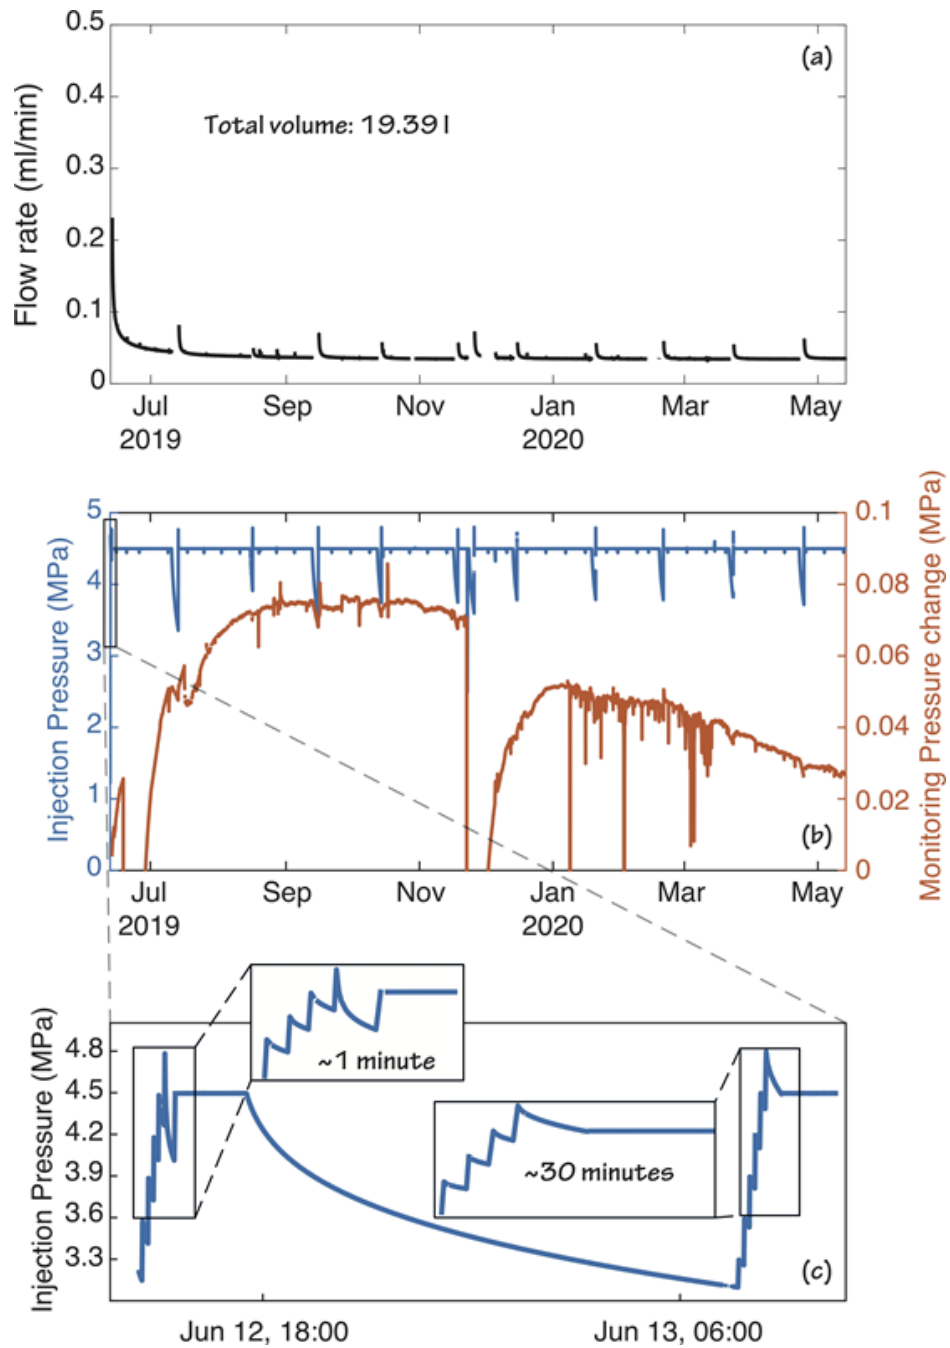 (a)
Total volume: 19.39 l
Flow rate (ml/min)
0.5
0.4
0.3
0.2
0.1
0
Jul Sep Nov Jan Mar May
2019 2020
(b)
Injection Pressure (MPa)
5
4
3
2
1
0
Monitoring Pressure change (MPa)
0.1
0.08
0.06
0.04
0.02
0
Jul Sep Nov Jan Mar May
2019 2020
~1 minute
~30 minutes
(c)
Injection Pressure (MPa)
4.8
4.5
4.2
3.9
3.6
3.3
Jun 12, 18:00 Jun 13, 06:00